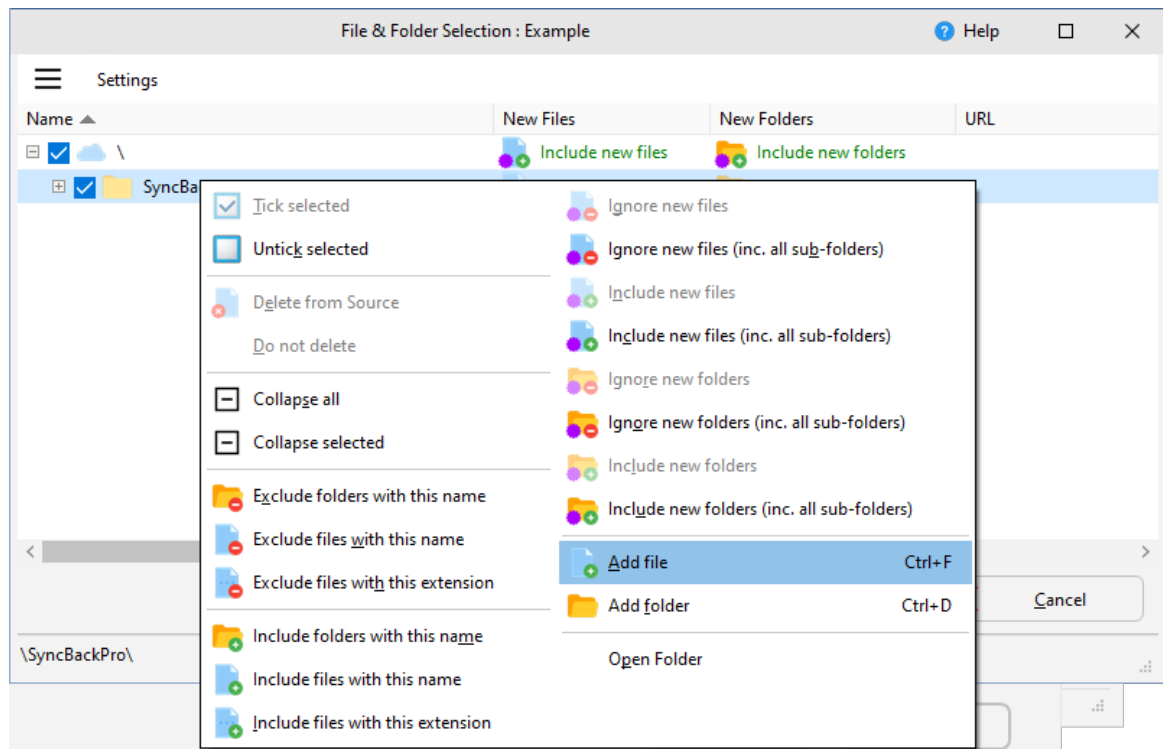 File & Folder Selection : Example
Help
Settings
Name
New Files
New Folders
URL
\
Include new files
Include new folders
SyncBa
Tick selected
Untick selected
Delete from Source
Do not delete
Collapse all
Collapse selected
Exclude folders with this name
Exclude files with this name
Exclude files with this extension
Include folders with this name
Include files with this name
Include files with this extension
Ignore new files
Ignore new files (inc. all sub-folders)
Include new files
Include new files (inc. all sub-folders)
Ignore new folders
Ignore new folders (inc. all sub-folders)
Include new folders
Include new folders (inc. all sub-folders)
Add file Ctrl+F
Add folder Ctrl+D
Open Folder
Cancel
\SyncBackPro\